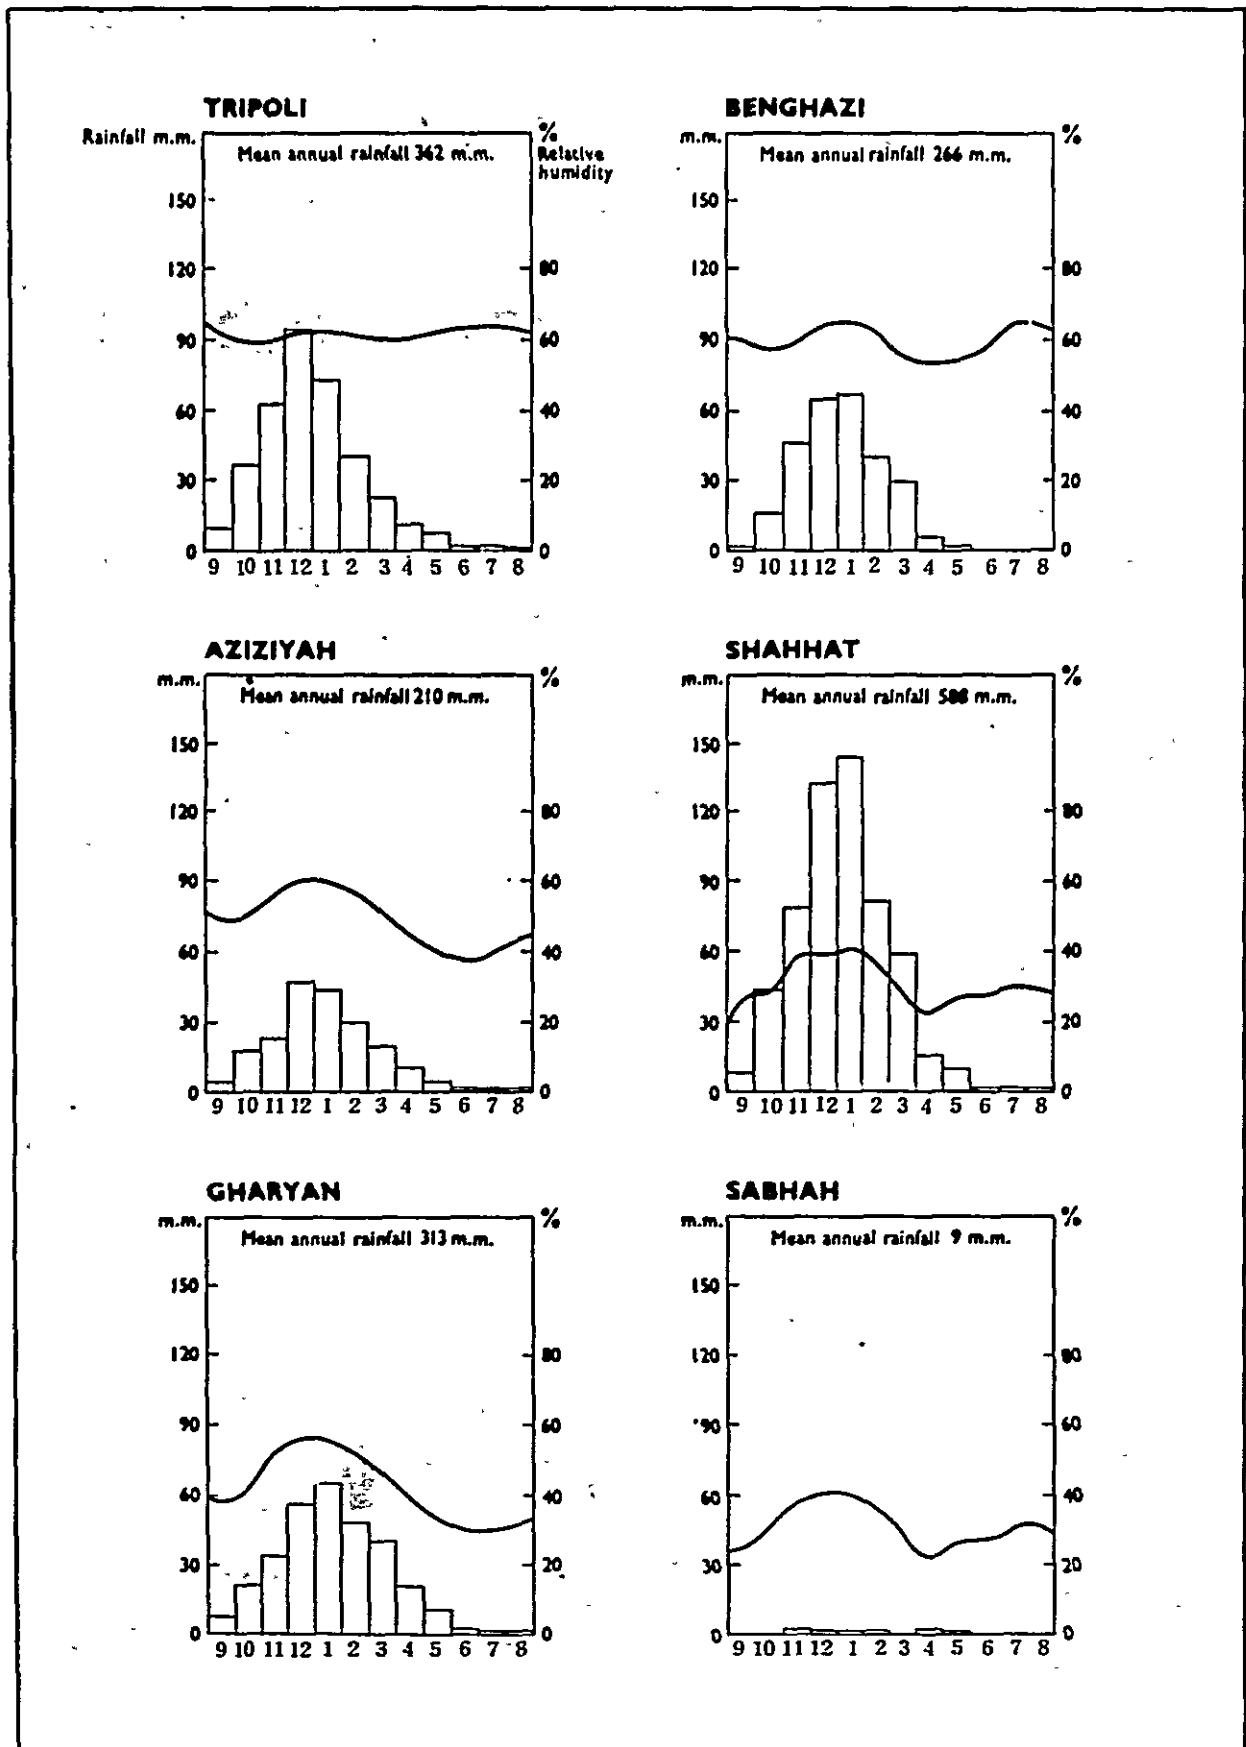 TRIPOLI
Rainfall m.m.
%
Relative
humidity
Mean annual rainfall 362 m.m.
150
120
90
60
30
0
80
60
40
20
0
9 10 11 12 1 2 3 4 5 6 7 8
BENGHAZI
m.m.
%
Mean annual rainfall 266 m.m.
150
120
90
60
30
0
80
60
40
20
0
9 10 11 12 1 2 3 4 5 6 7 8
AZIZIYAH
m.m.
%
Mean annual rainfall 210 m.m.
150
120
90
60
30
0
80
60
40
20
0
9 10 11 12 1 2 3 4 5 6 7 8
SHAHHAT
m.m.
%
Mean annual rainfall 588 m.m.
150
120
90
60
30
0
80
60
40
20
0
9 10 11 12 1 2 3 4 5 6 7 8
GHARYAN
m.m.
%
Mean annual rainfall 313 m.m.
150
120
90
60
30
0
80
60
40
20
0
9 10 11 12 1 2 3 4 5 6 7 8
SABHAH
m.m.
%
Mean annual rainfall 9 m.m.
150
120
90
60
30
0
80
60
40
20
0
9 10 11 12 1 2 3 4 5 6 7 8